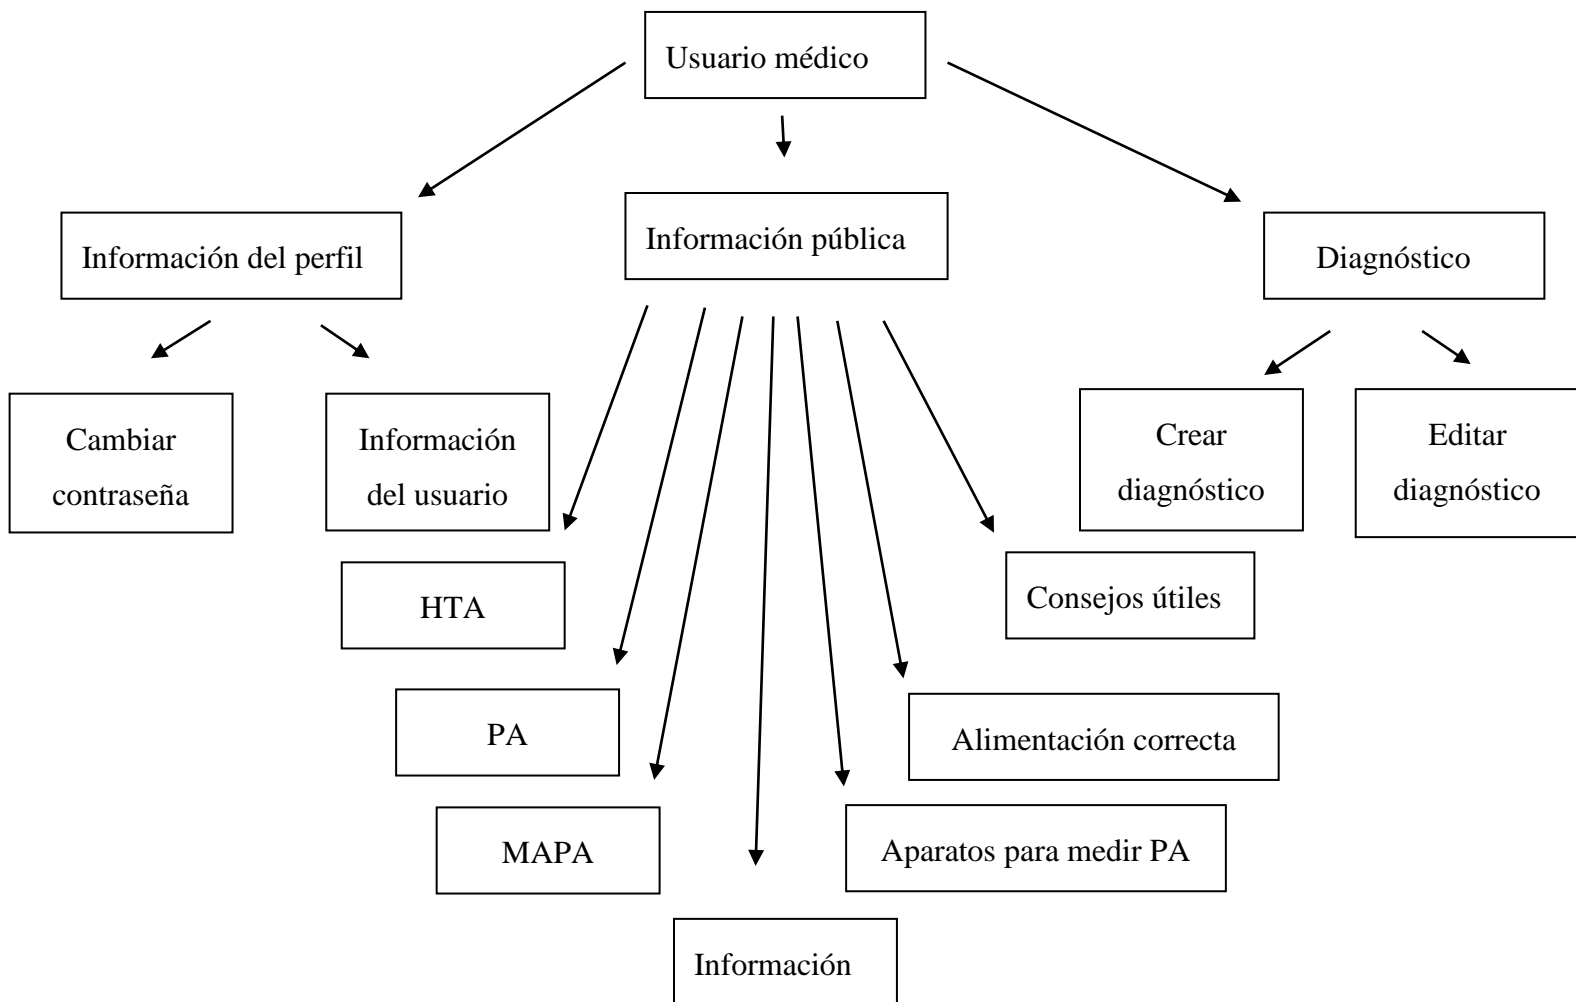 Usuario médico
Información del perfil
Información pública
Diagnóstico
Cambiar
contraseña
Información
del usuario
Crear
diagnóstico
Editar
diagnóstico
HTA
Consejos útiles
PA
Alimentación correcta
MAPA
Aparatos para medir PA
Información